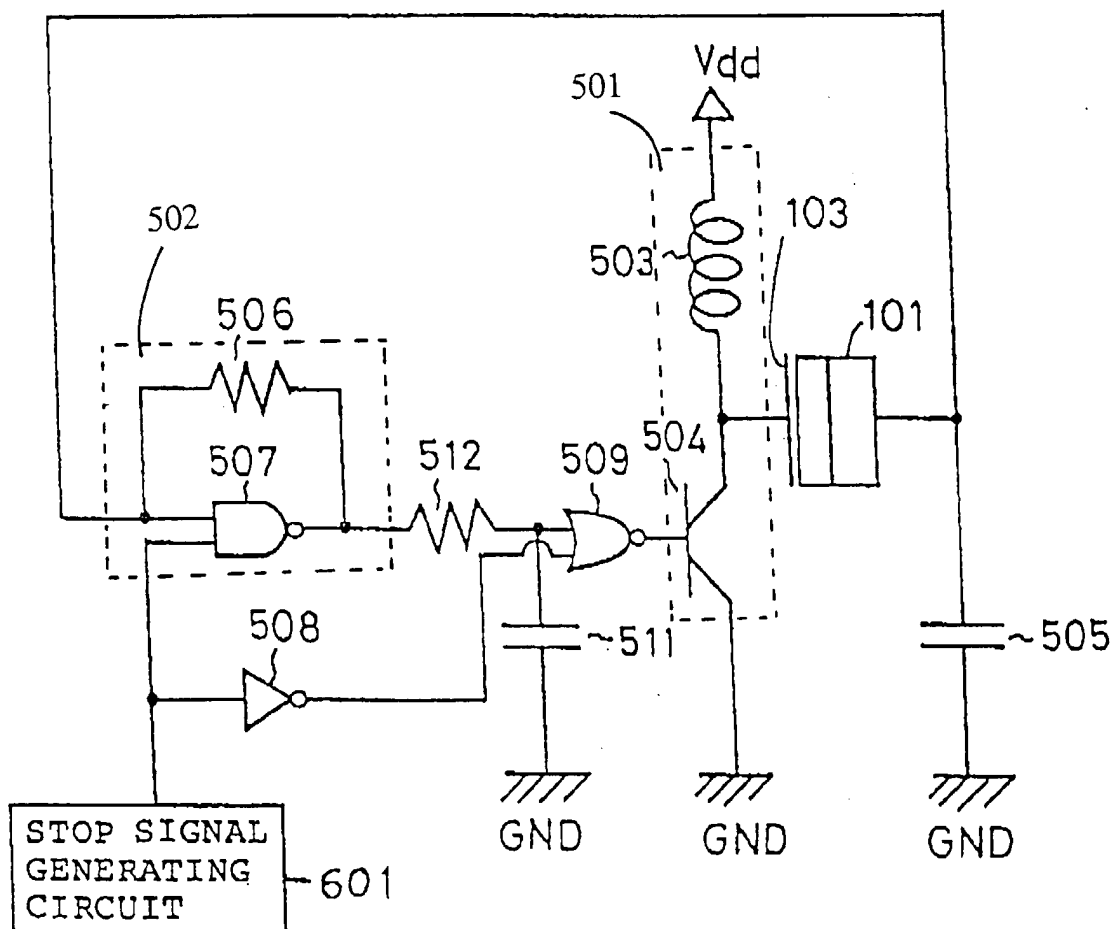 Vdd
501
103
502
503
101
506
504
507
512
509
508
511
505
GND
GND
GND
STOP SIGNAL
GENERATING
CIRCUIT
601